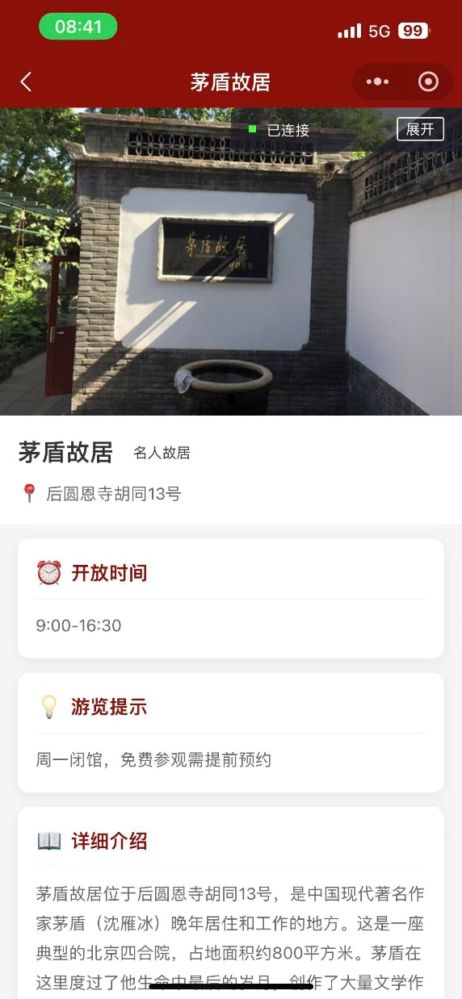 08:41
5G
99
茅盾故居
已连接
展开
茅盾故居
茅盾故居
名人故居
后圆恩寺胡同13号
开放时间
9:00-16:30
游览提示
周一闭馆，免费参观需提前预约
详细介绍
茅盾故居位于后圆恩寺胡同13号，是中国现代著名作
家茅盾（沈雁冰）晚年居住和工作的地方。这是一座
典型的北京四合院，占地面积约800平方米。茅盾在
这里度过了他生命中最后的岁月，创作了大量文学作